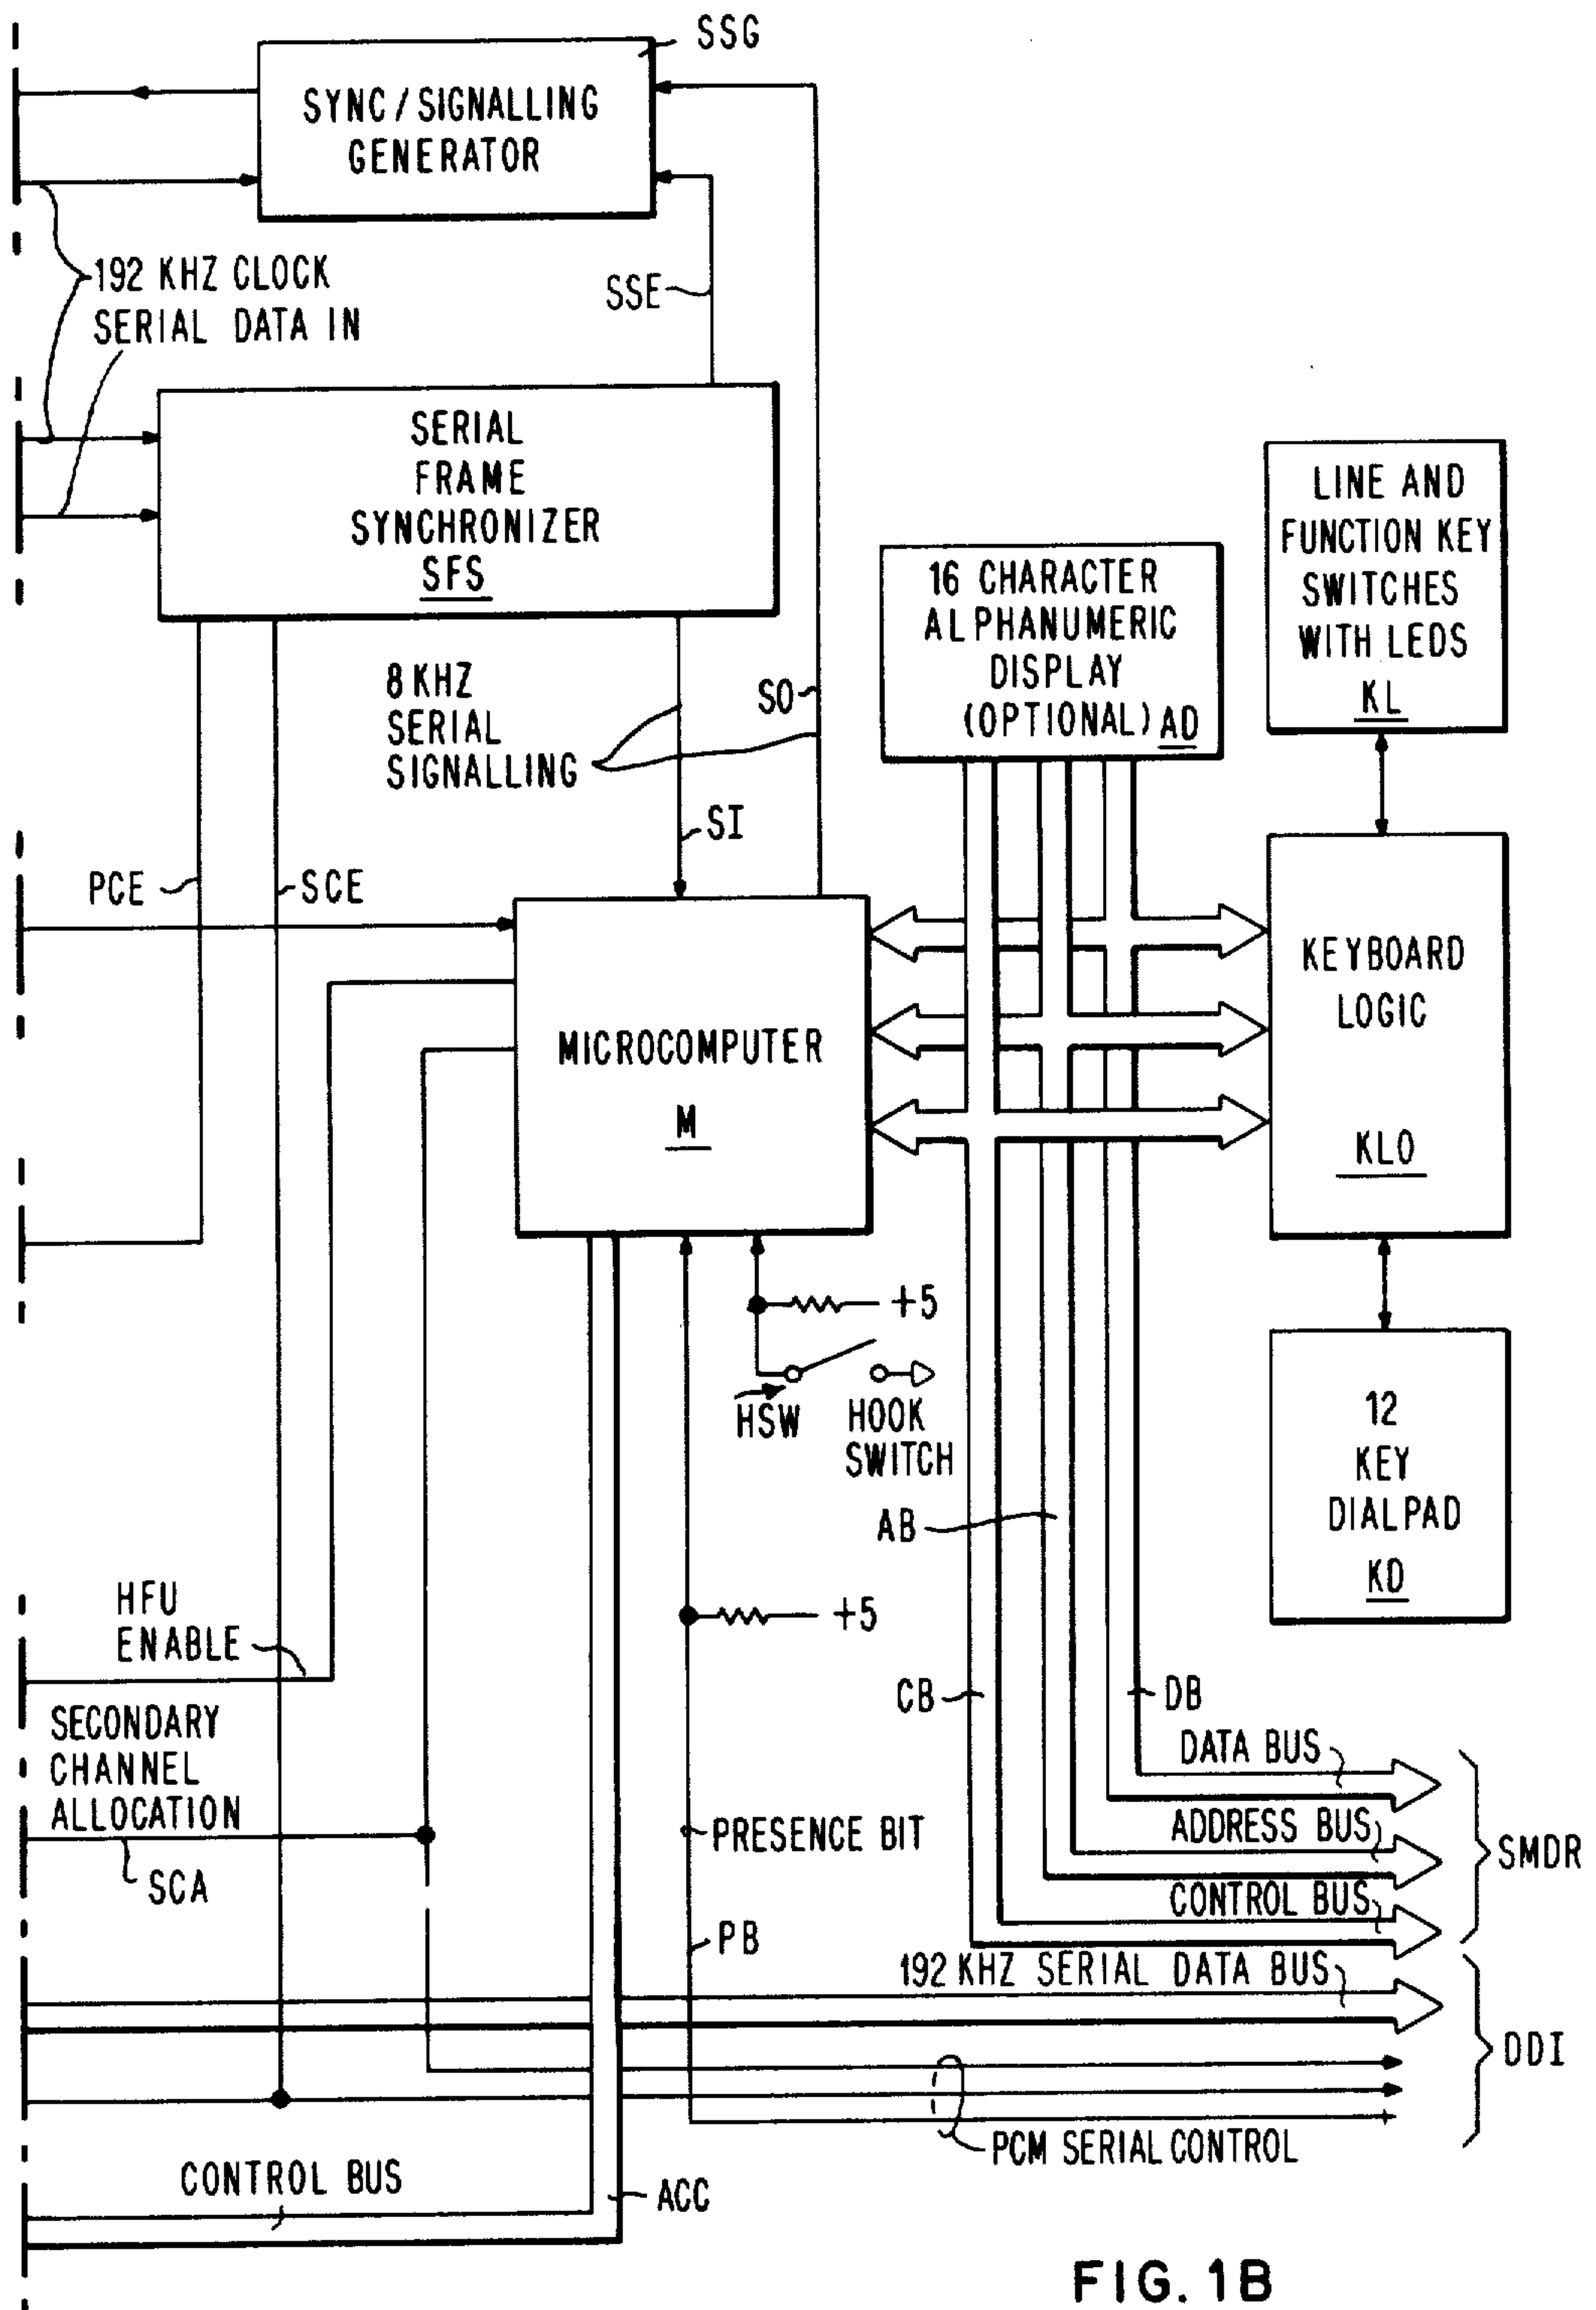 SSG
SYNC/SIGNALLING
GENERATOR
192 KHZ CLOCK
SERIAL DATA IN
SSE
SERIAL
FRAME
SYNCHRONIZER
SFS
LINE AND
FUNCTION KEY
SWITCHES
WITH LEDS
KL
16 CHARACTER
ALPHANUMERIC
DISPLAY
(OPTIONAL) AD
8 KHZ
SERIAL
SIGNALLING
SO
SI
PCE
SCE
MICROCOMPUTER
M
KEYBOARD
LOGIC
KLO
+5
HSW
HOOK
SWITCH
12
KEY
DIALPAD
KD
AB
HFU
ENABLE
+5
CB
DB
SECONDARY
CHANNEL
ALLOCATION
SCA
DATA BUS
PRESENCE BIT
ADDRESS BUS
SMDR
CONTROL BUS
PB
192 KHZ SERIAL DATA BUS
DDI
PCM SERIAL CONTROL
CONTROL BUS
ACC
FIG. 1B